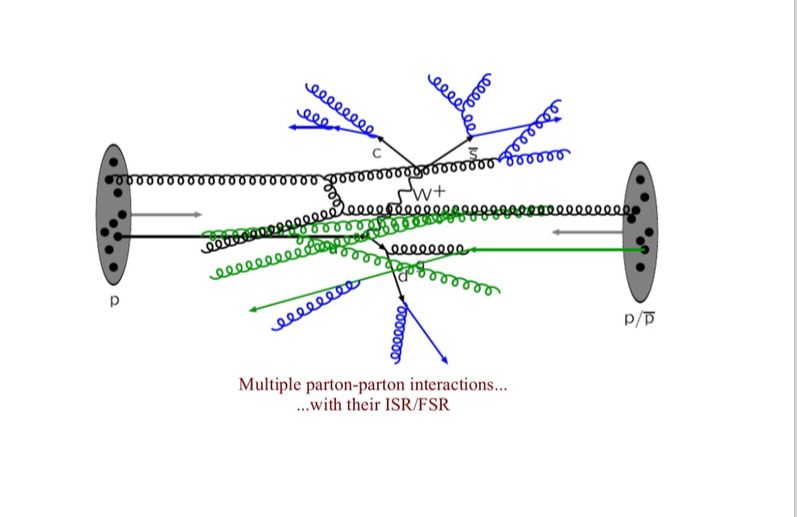 c
s̅
W+
g
d
p
p/p̅
Multiple parton-parton interactions...
...with their ISR/FSR